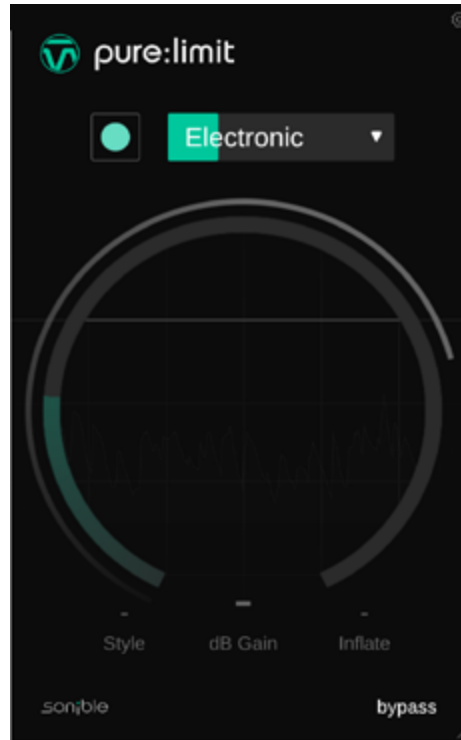 pure:limit
Electronic
Style
dB Gain
Inflate
sonible
bypass